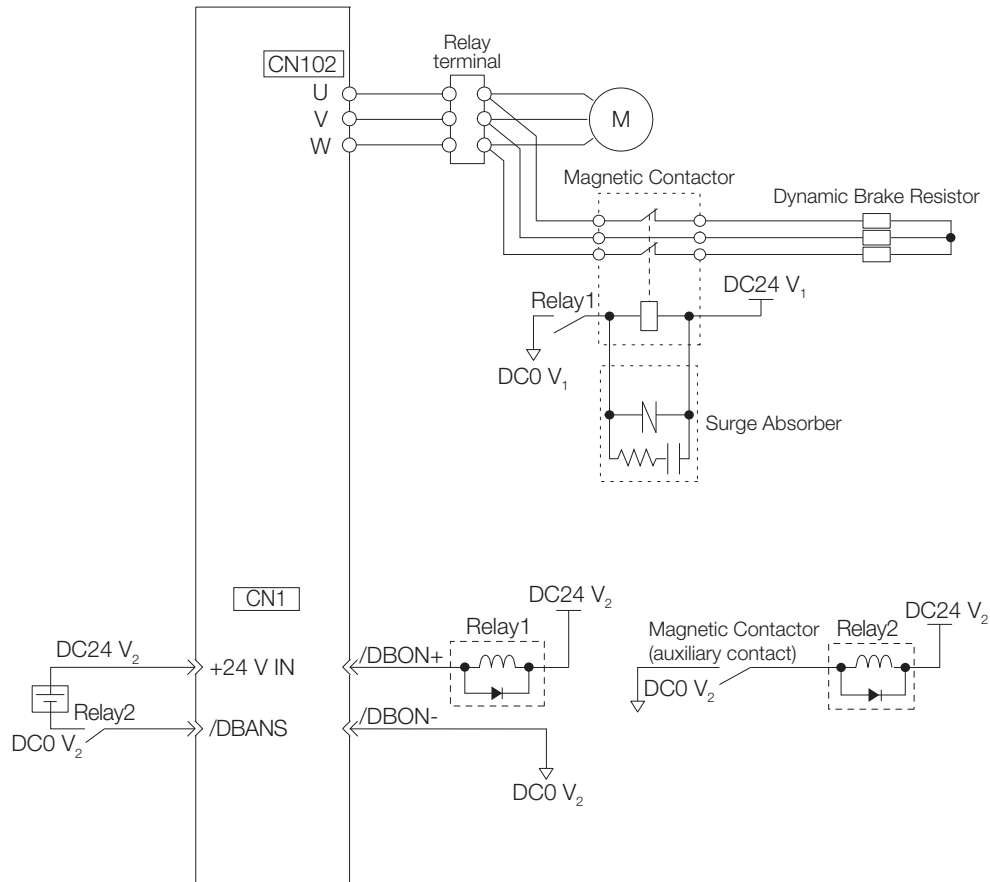 Relay
terminal
CN102
U
V
W
M
Magnetic Contactor
Dynamic Brake Resistor
DC24 V₁
Relay1
DC0 V₁
Surge Absorber
CN1
DC24 V₂
Relay1
DC24 V₂
+24 V IN
/DBON+
Relay2
DC0 V₂
/DBANS
/DBON-
DC0 V₂
Magnetic Contactor
(auxiliary contact)
Relay2
DC24 V₂
DC0 V₂